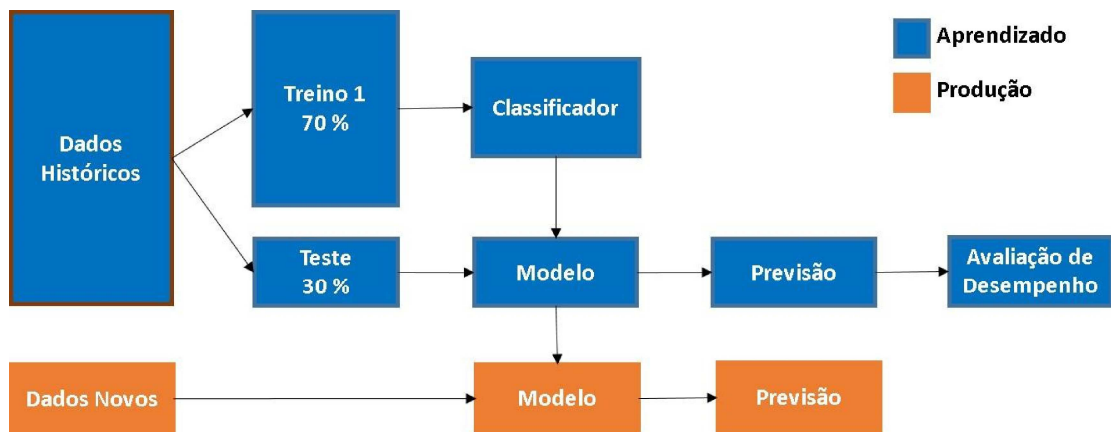 Dados
Históricos
Treino 1
70 %
Classificador
Aprendizado
Produção
Teste
30 %
Modelo
Previsão
Avaliação de
Desempenho
Dados Novos
Modelo
Previsão